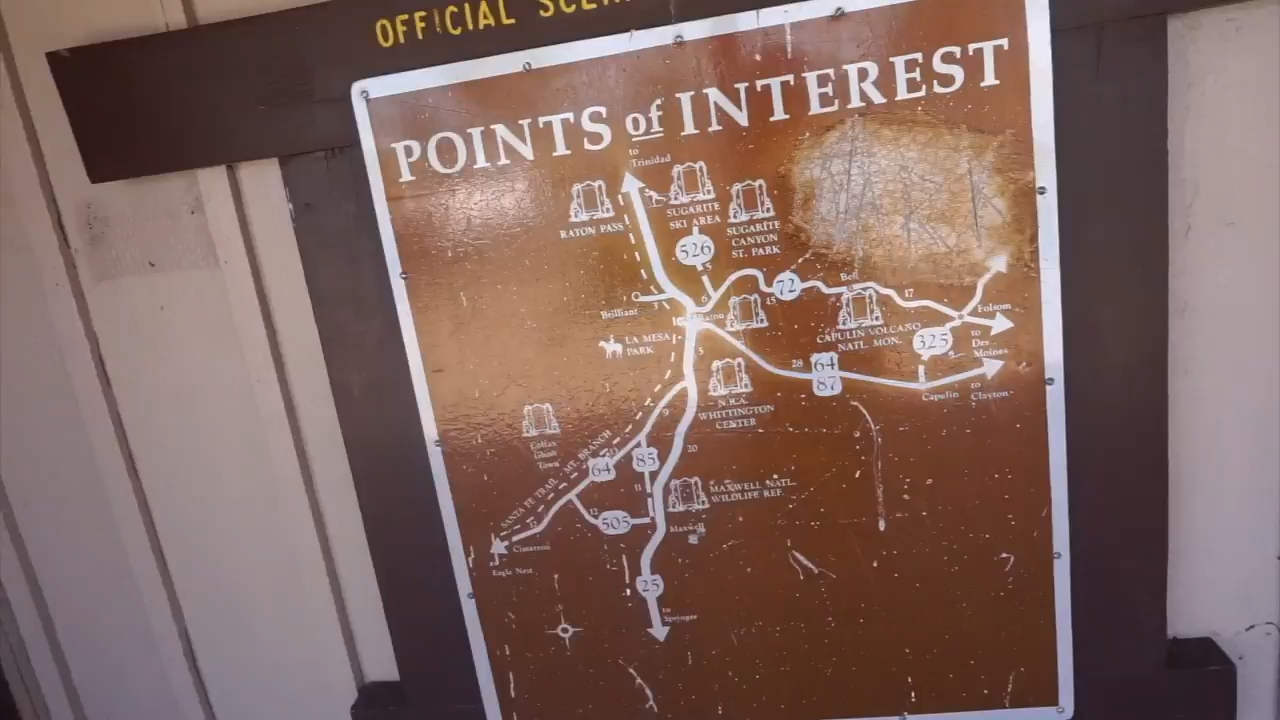 OFFICIAL
POINTS of INTEREST
to
Trinidad
RATON PASS
SUGARITE
SKI AREA
SUGARITE
CANYON
ST. PARK
526
5
6
72
45
Bell
17
Brilliant
Raton
Folsom
LA MESA
PARK
CAPULIN VOLCANO
NATL. MON.
325
to
Des
Moines
5
28
64
87
Capulin
to
Clayton
N.R.A.
WHITTINGTON
CENTER
9
Colfax
Ghost
Town
SANTA FE TRAIL - MT. BRANCH
64
85
20
11
MAXWELL NATL.
WILDLIFE REF.
12
505
Maxwell
12
Cimarron
Eagle Nest
25
to
Springer